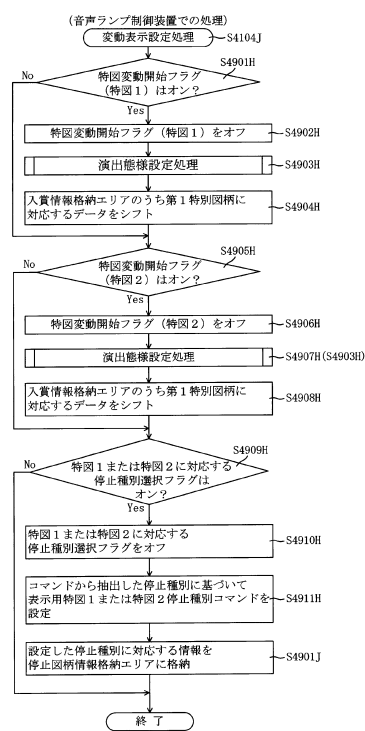 (音声ランプ制御装置での処理)
変動表示設定処理
S4104J
S4901H
特図変動開始フラグ
(特図1)はオン?
No
Yes
特図変動開始フラグ(特図1)をオフ
S4902H
演出態様設定処理
S4903H
入賞情報格納エリアのうち第1特別図柄に
対応するデータをシフト
S4904H
S4905H
特図変動開始フラグ
(特図2)はオン?
No
Yes
特図変動開始フラグ(特図2)をオフ
S4906H
演出態様設定処理
S4907H(S4903H)
入賞情報格納エリアのうち第1特別図柄に
対応するデータをシフト
S4908H
S4909H
特図1または特図2に対応する
停止種別選択フラグは
オン?
No
Yes
特図1または特図2に対応する
停止種別選択フラグをオフ
S4910H
コマンドから抽出した停止種別に基づいて
表示用特図1または特図2停止種別コマンドを
設定
S4911H
設定した停止種別に対応する情報を
停止図柄情報格納エリアに格納
S4901J
終了